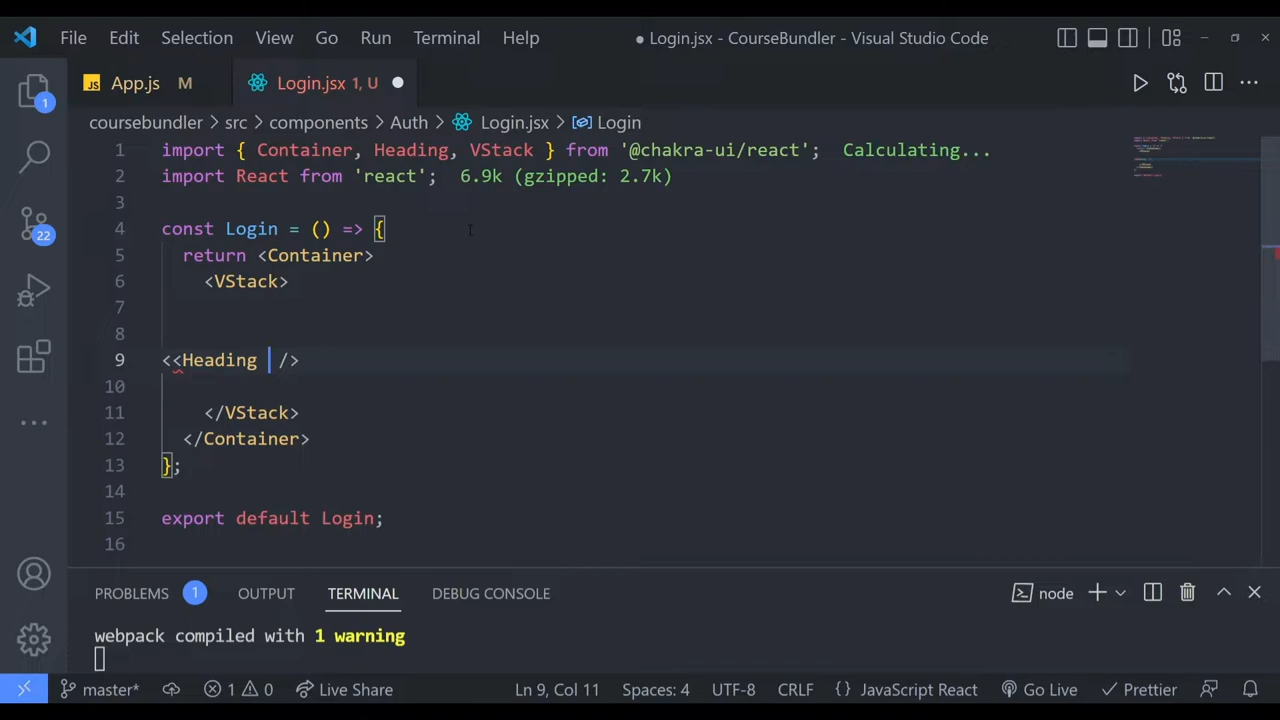 File Edit Selection View Go Run Terminal Help ● Login.jsx - CourseBundler - Visual Studio Code
JS App.js M Login.jsx 1, U
coursebundler > src > components > Auth > Login.jsx > Login
1 import { Container, Heading, VStack } from '@chakra-ui/react'; Calculating...
2 import React from 'react'; 6.9k (gzipped: 2.7k)
3
4 const Login = () => {
5 return <Container>
6 <VStack>
7
8
9 <<Heading />
10
11 </VStack>
12 </Container>
13 };
14
15 export default Login;
16
1
22
PROBLEMS 1 OUTPUT TERMINAL DEBUG CONSOLE node
webpack compiled with 1 warning
master* 1 0 Live Share Ln 9, Col 11 Spaces: 4 UTF-8 CRLF {} JavaScript React Go Live Prettier